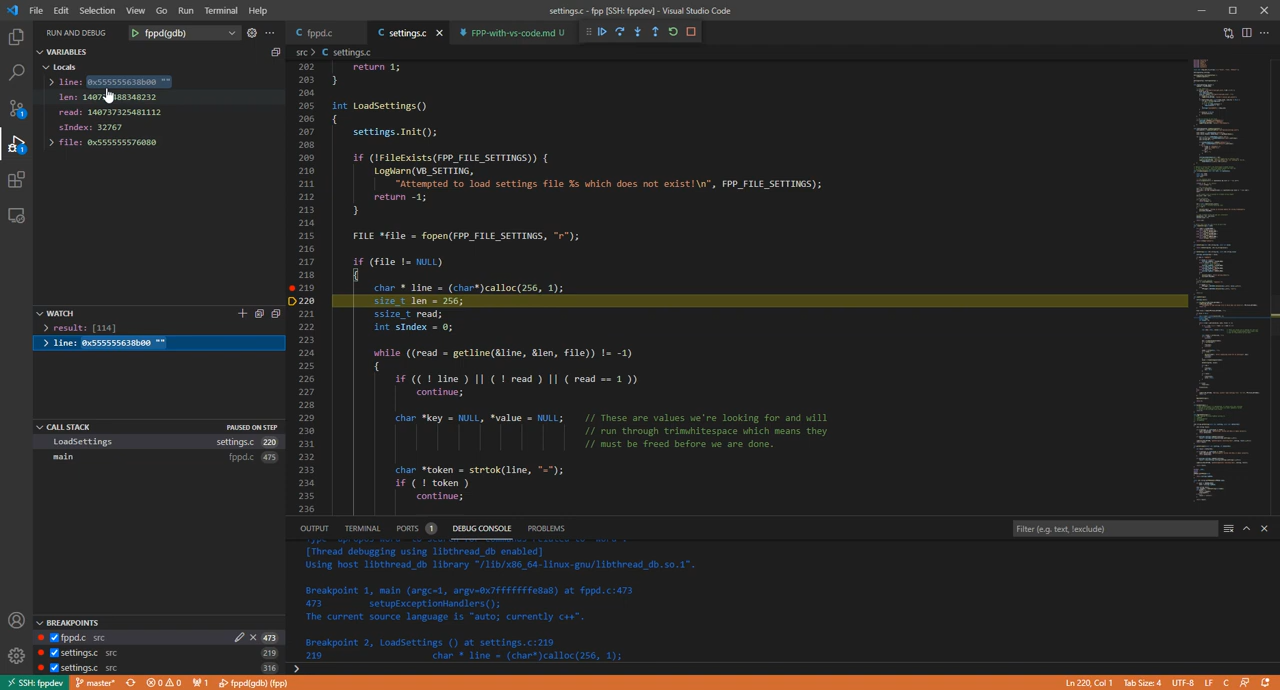 File Edit Selection View Go Run Terminal Help
settings.c - fpp [SSH: fppdev] - Visual Studio Code
RUN AND DEBUG
fppd(gdb)
VARIABLES
Locals
line: 0x555555638b00 ""
len: 140737488348232
read: 140737325481112
sIndex: 32767
file: 0x555555576080
WATCH
result: [114]
line: 0x555555638b00 ""
CALL STACK
PAUSED ON STEP
LoadSettings settings.c 220
main fppd.c 475
BREAKPOINTS
fppd.c src 473
settings.c src 219
settings.c src 316
C fppd.c
C settings.c
FPP-with-vs-code.md U
src > C settings.c
202 return 1;
203 }
204
205 int LoadSettings()
206 {
207 settings.Init();
208
209 if (!FileExists(FPP_FILE_SETTINGS)) {
210 LogWarn(VB_SETTING,
211 "Attempted to load settings file %s which does not exist!\n", FPP_FILE_SETTINGS);
212 return -1;
213 }
214
215 FILE *file = fopen(FPP_FILE_SETTINGS, "r");
216
217 if (file != NULL)
218 {
219 char * line = (char*)calloc(256, 1);
220 size_t len = 256;
221 ssize_t read;
222 int sIndex = 0;
223
224 while ((read = getline(&line, &len, file)) != -1)
225 {
226 if (( ! line ) || ( ! read ) || ( read == 1 ))
227 continue;
228
229 char *key = NULL, *value = NULL; // These are values we're looking for and will
230 // run through trimwhitespace which means they
231 // must be freed before we are done.
232
233 char *token = strtok(line, "=");
234 if ( ! token )
235 continue;
236
OUTPUT TERMINAL PORTS 1 DEBUG CONSOLE PROBLEMS
Filter (e.g. text, !exclude)
[Thread debugging using libthread_db enabled]
Using host libthread_db library "/lib/x86_64-linux-gnu/libthread_db.so.1".
Breakpoint 1, main (argc=1, argv=0x7fffffffe8a8) at fppd.c:473
473 setupExceptionHandlers();
The current source language is "auto; currently c++".
Breakpoint 2, LoadSettings () at settings.c:219
219 char * line = (char*)calloc(256, 1);
SSH: fppdev master* 0 0 1 fppd(gdb) (fpp)
Ln 220, Col 1 Tab Size: 4 UTF-8 LF C